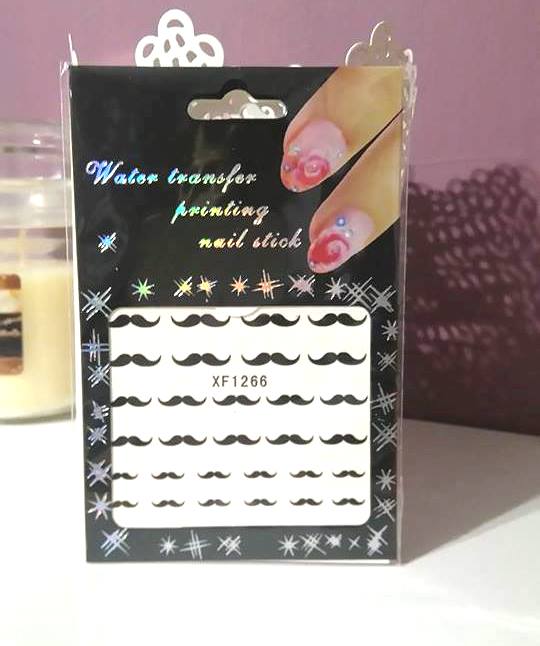 Water transfer
printing
nail stick
XF1266